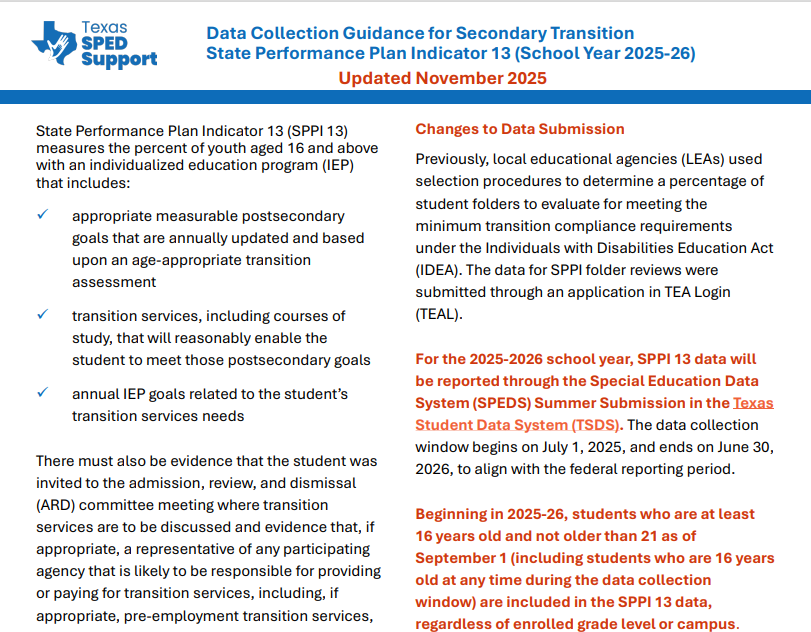 Texas
SPED
Support
Data Collection Guidance for Secondary Transition
State Performance Plan Indicator 13 (School Year 2025-26)
Updated November 2025
State Performance Plan Indicator 13 (SPPI 13)
measures the percent of youth aged 16 and above
with an individualized education program (IEP)
that includes:
✓ appropriate measurable postsecondary
goals that are annually updated and based
upon an age-appropriate transition
assessment
✓ transition services, including courses of
study, that will reasonably enable the
student to meet those postsecondary goals
✓ annual IEP goals related to the student’s
transition services needs
There must also be evidence that the student was
invited to the admission, review, and dismissal
(ARD) committee meeting where transition
services are to be discussed and evidence that, if
appropriate, a representative of any participating
agency that is likely to be responsible for providing
or paying for transition services, including, if
appropriate, pre-employment transition services,
Changes to Data Submission
Previously, local educational agencies (LEAs) used
selection procedures to determine a percentage of
student folders to evaluate for meeting the
minimum transition compliance requirements
under the Individuals with Disabilities Education Act
(IDEA). The data for SPPI folder reviews were
submitted through an application in TEA Login
(TEAL).
For the 2025-2026 school year, SPPI 13 data will
be reported through the Special Education Data
System (SPEDS) Summer Submission in the Texas
Student Data System (TSDS). The data collection
window begins on July 1, 2025, and ends on June 30,
2026, to align with the federal reporting period.
Beginning in 2025-26, students who are at least
16 years old and not older than 21 as of
September 1 (including students who are 16 years
old at any time during the data collection
window) are included in the SPPI 13 data,
regardless of enrolled grade level or campus.